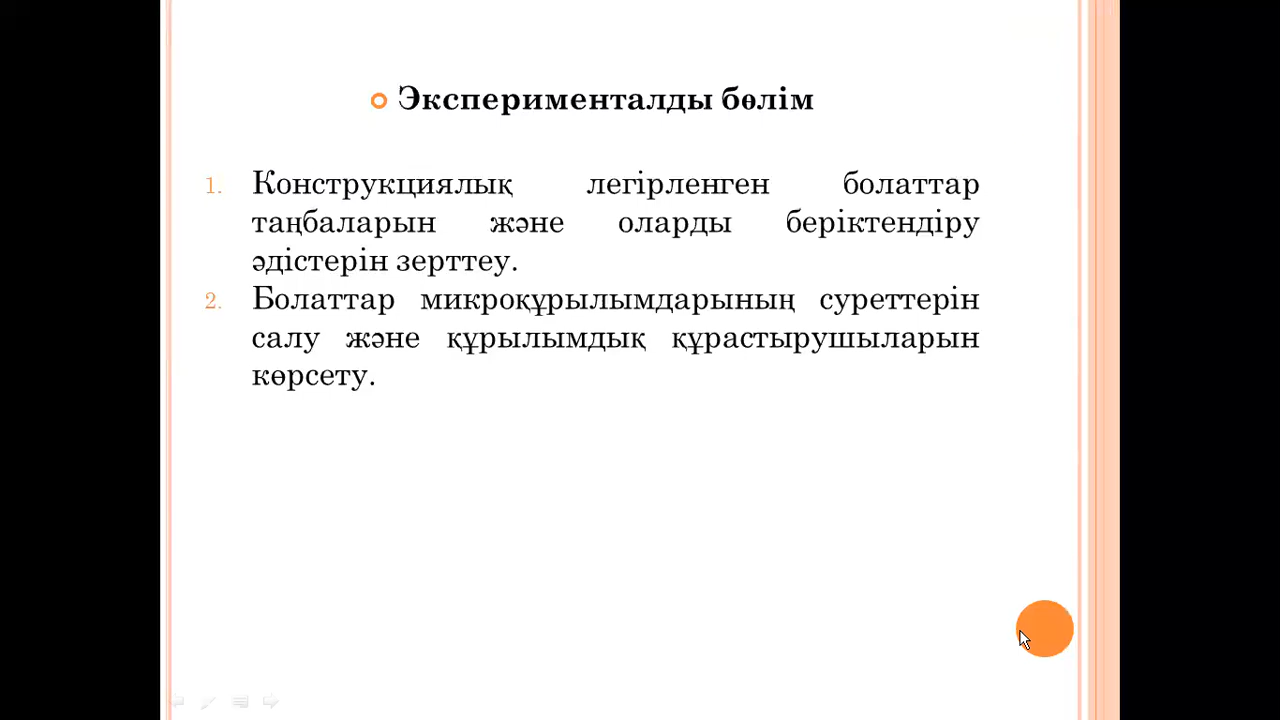 Эксперименталды бөлім
1. Конструкциялық легірленген болаттар
таңбаларын және оларды беріктендіру
әдістерін зерттеу.
2. Болаттар микроқұрылымдарының суреттерін
салу және құрылымдық құрастырушыларын
көрсету.